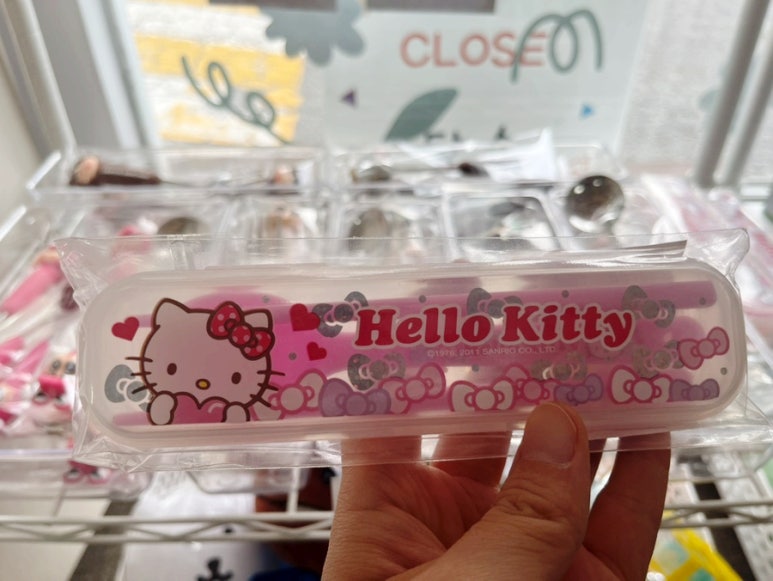 CLOSE
Hello Kitty
©1976, 2011 SANRIO CO., LTD.